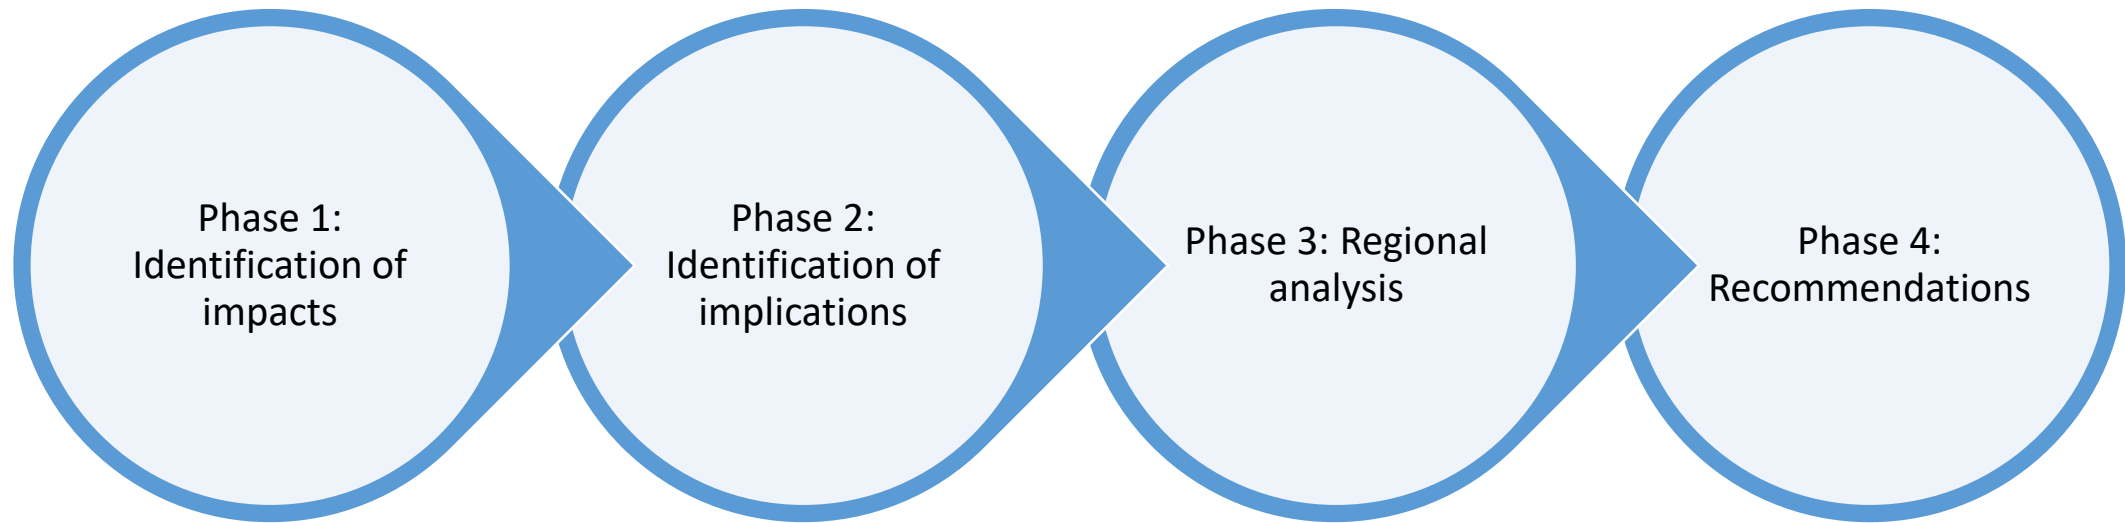 Phase 1:
Identification of
impacts
Phase 2:
Identification of
implications
Phase 3: Regional
analysis
Phase 4:
Recommendations